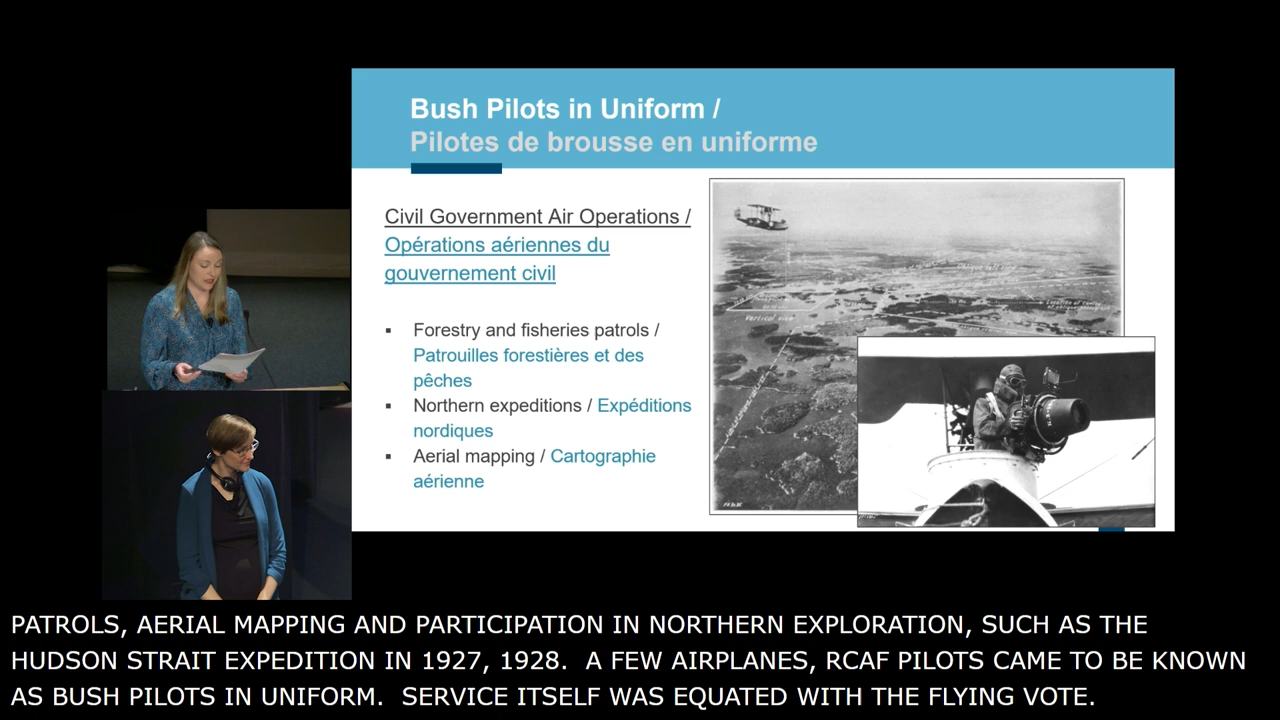 Bush Pilots in Uniform /
Pilotes de brousse en uniforme
Civil Government Air Operations /
Opérations aériennes du
gouvernement civil
▪ Forestry and fisheries patrols /
Patrouilles forestières et des
pêches
▪ Northern expeditions / Expéditions
nordiques
▪ Aerial mapping / Cartographie
aérienne
Vertical view
PATROLS, AERIAL MAPPING AND PARTICIPATION IN NORTHERN EXPLORATION, SUCH AS THE
HUDSON STRAIT EXPEDITION IN 1927, 1928. A FEW AIRPLANES, RCAF PILOTS CAME TO BE KNOWN
AS BUSH PILOTS IN UNIFORM. SERVICE ITSELF WAS EQUATED WITH THE FLYING VOTE.